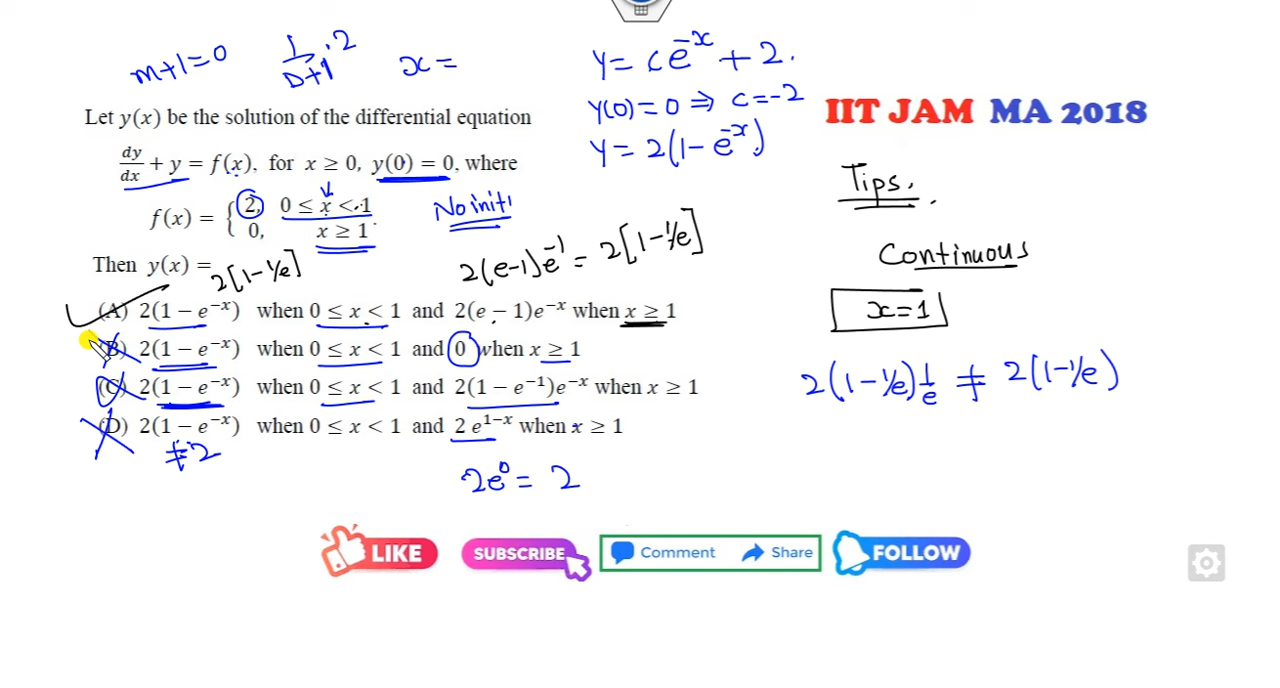 m+1=0
1/(D+1) · 2
x =
y = ce^{-x} + 2.
y(0)=0 ⇒ c=-2
y = 2(1-e^{-x})
IIT JAM MA 2018
Let y(x) be the solution of the differential equation
dy/dx + y = f(x), for x ≥ 0, y(0) = 0, where
f(x) = { 2, 0 ≤ x < 1
0, x ≥ 1
No initi
Tips.
Continuous
x=1
Then y(x) =
2[1-1/e]
2(e-1)e^{-1} = 2[1-1/e]
(A) 2(1 − e^{−x}) when 0 ≤ x < 1 and 2(e − 1)e^{−x} when x ≥ 1
(B) 2(1 − e^{−x}) when 0 ≤ x < 1 and 0 when x ≥ 1
(C) 2(1 − e^{−x}) when 0 ≤ x < 1 and 2(1 − e^{−1})e^{−x} when x ≥ 1
(D) 2(1 − e^{−x}) when 0 ≤ x < 1 and 2 e^{1−x} when x ≥ 1
2(1-1/e) 1/e ≠ 2(1-1/e)
≠2
2e^0 = 2
LIKE
SUBSCRIBE
Comment
Share
FOLLOW